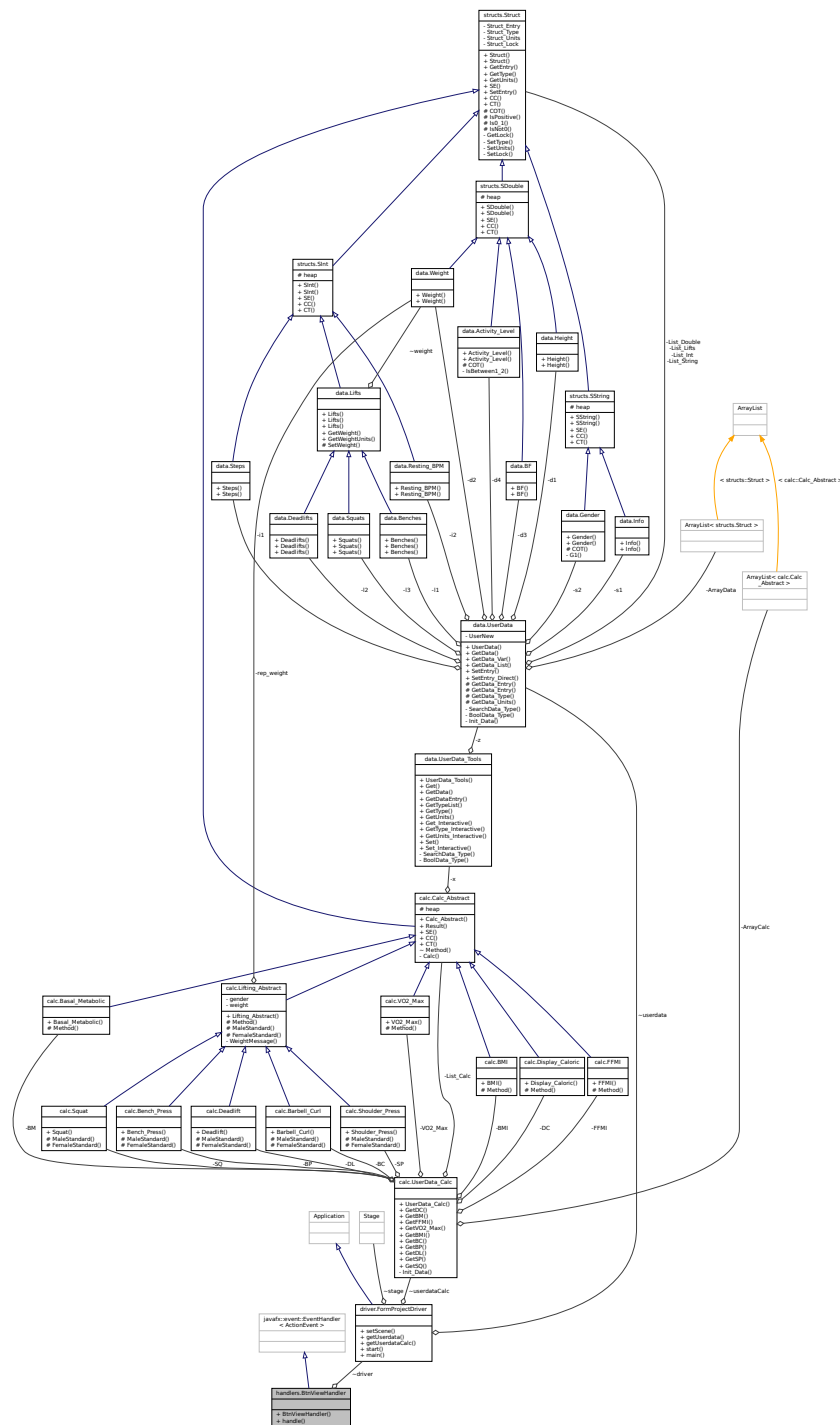 structs.Struct
- Struct_Entry
- Struct_Type
- Struct_Units
- Struct_Lock
+ Struct()
+ Struct()
+ GetEntry()
+ GetType()
+ GetUnits()
+ SE()
+ SetEntry()
+ CC()
+ CT()
# COT()
# IsPositive()
# Is0_1()
# IsNot0()
- GetLock()
- SetType()
- SetUnits()
- SetLock()
structs.SDouble
# heap
+ SDouble()
+ SDouble()
+ SE()
+ CC()
+ CT()
structs.SInt
# heap
+ SInt()
+ SInt()
+ SE()
+ CC()
+ CT()
data.Weight
+ Weight()
+ Weight()
data.Activity_Level
+ Activity_Level()
+ Activity_Level()
# COT()
- IsBetween1_2()
data.Height
+ Height()
+ Height()
-List_Double
-List_Lifts
-List_Int
-List_String
~weight
data.Lifts
+ Lifts()
+ Lifts()
+ Lifts()
+ GetWeight()
+ GetWeightUnits()
# SetWeight()
structs.SString
# heap
+ SString()
+ SString()
+ SE()
+ CC()
+ CT()
ArrayList
data.Steps
+ Steps()
+ Steps()
data.Resting_BPM
+ Resting_BPM()
+ Resting_BPM()
-d2
-d4
data.BF
+ BF()
+ BF()
-d1
< structs::Struct >
< calc::Calc_Abstract >
data.Deadlifts
+ Deadlifts()
+ Deadlifts()
+ Deadlifts()
data.Squats
+ Squats()
+ Squats()
+ Squats()
data.Benches
+ Benches()
+ Benches()
+ Benches()
data.Gender
+ Gender()
+ Gender()
# COT()
- G1()
data.Info
+ Info()
+ Info()
ArrayList< structs.Struct >
-i1
-i2
-d3
ArrayList< calc.Calc
_Abstract >
-l2
-l3
-l1
-s2
-s1
-ArrayData
data.UserData
- UserNew
+ UserData()
+ GetData()
+ GetData_Var()
+ GetData_List()
+ SetEntry()
+ SetEntry_Direct()
# GetData_Entry()
# GetData_Entry()
# GetData_Type()
# GetData_Units()
- SearchData_Type()
- BoolData_Type()
- Init_Data()
-rep_weight
-z
data.UserData_Tools
+ UserData_Tools()
+ Get()
+ GetData()
+ GetDataEntry()
+ GetTypeList()
+ GetType()
+ GetUnits()
+ Get_Interactive()
+ GetType_Interactive()
+ GetUnits_Interactive()
+ Set()
+ Set_Interactive()
- SearchData_Type()
- BoolData_Type()
-x
calc.Calc_Abstract
# heap
+ Calc_Abstract()
+ Result()
+ SE()
+ CC()
+ CT()
~ Method()
- Calc()
-ArrayCalc
calc.Basal_Metabolic
+ Basal_Metabolic()
# Method()
calc.Lifting_Abstract
- gender
- weight
+ Lifting_Abstract()
# Method()
# MaleStandard()
# FemaleStandard()
- WeightMessage()
calc.VO2_Max
+ VO2_Max()
# Method()
~userdata
-List_Calc
calc.BMI
+ BMI()
# Method()
calc.Display_Caloric
+ Display_Caloric()
# Method()
calc.FFMI
+ FFMI()
# Method()
calc.Squat
+ Squat()
# MaleStandard()
# FemaleStandard()
calc.Bench_Press
+ Bench_Press()
# MaleStandard()
# FemaleStandard()
calc.Deadlift
+ Deadlift()
# MaleStandard()
# FemaleStandard()
calc.Barbell_Curl
+ Barbell_Curl()
# MaleStandard()
# FemaleStandard()
calc.Shoulder_Press
+ Shoulder_Press()
# MaleStandard()
# FemaleStandard()
-BM
-VO2_Max
-BMI
-DC
-FFMI
-SQ
-BP
-DL
-BC
-SP
calc.UserData_Calc
+ UserData_Calc()
+ GetDC()
+ GetBM()
+ GetFFMI()
+ GetVO2_Max()
+ GetBMI()
+ GetBC()
+ GetBP()
+ GetDL()
+ GetSP()
+ GetSQ()
- Init_Data()
Application
Stage
~stage
~userdataCalc
driver.FormProjectDriver
+ setScene()
+ getUserdata()
+ getUserdataCalc()
+ start()
+ main()
javafx::event::EventHandler
< ActionEvent >
~driver
handlers.BtnViewHandler
+ BtnViewHandler()
+ handle()